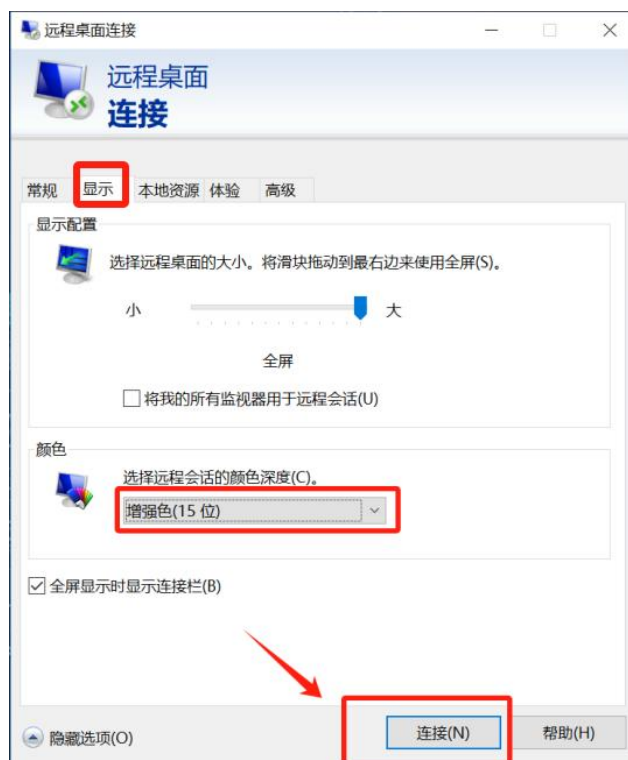 远程桌面连接
远程桌面
连接
常规 显示 本地资源 体验 高级
显示配置
选择远程桌面的大小。将滑块拖动到最右边来使用全屏(S)。
小 大
全屏
将我的所有监视器用于远程会话(U)
颜色
选择远程会话的颜色深度(C)。
增强色(15 位)
全屏显示时显示连接栏(B)
隐藏选项(O) 连接(N) 帮助(H)